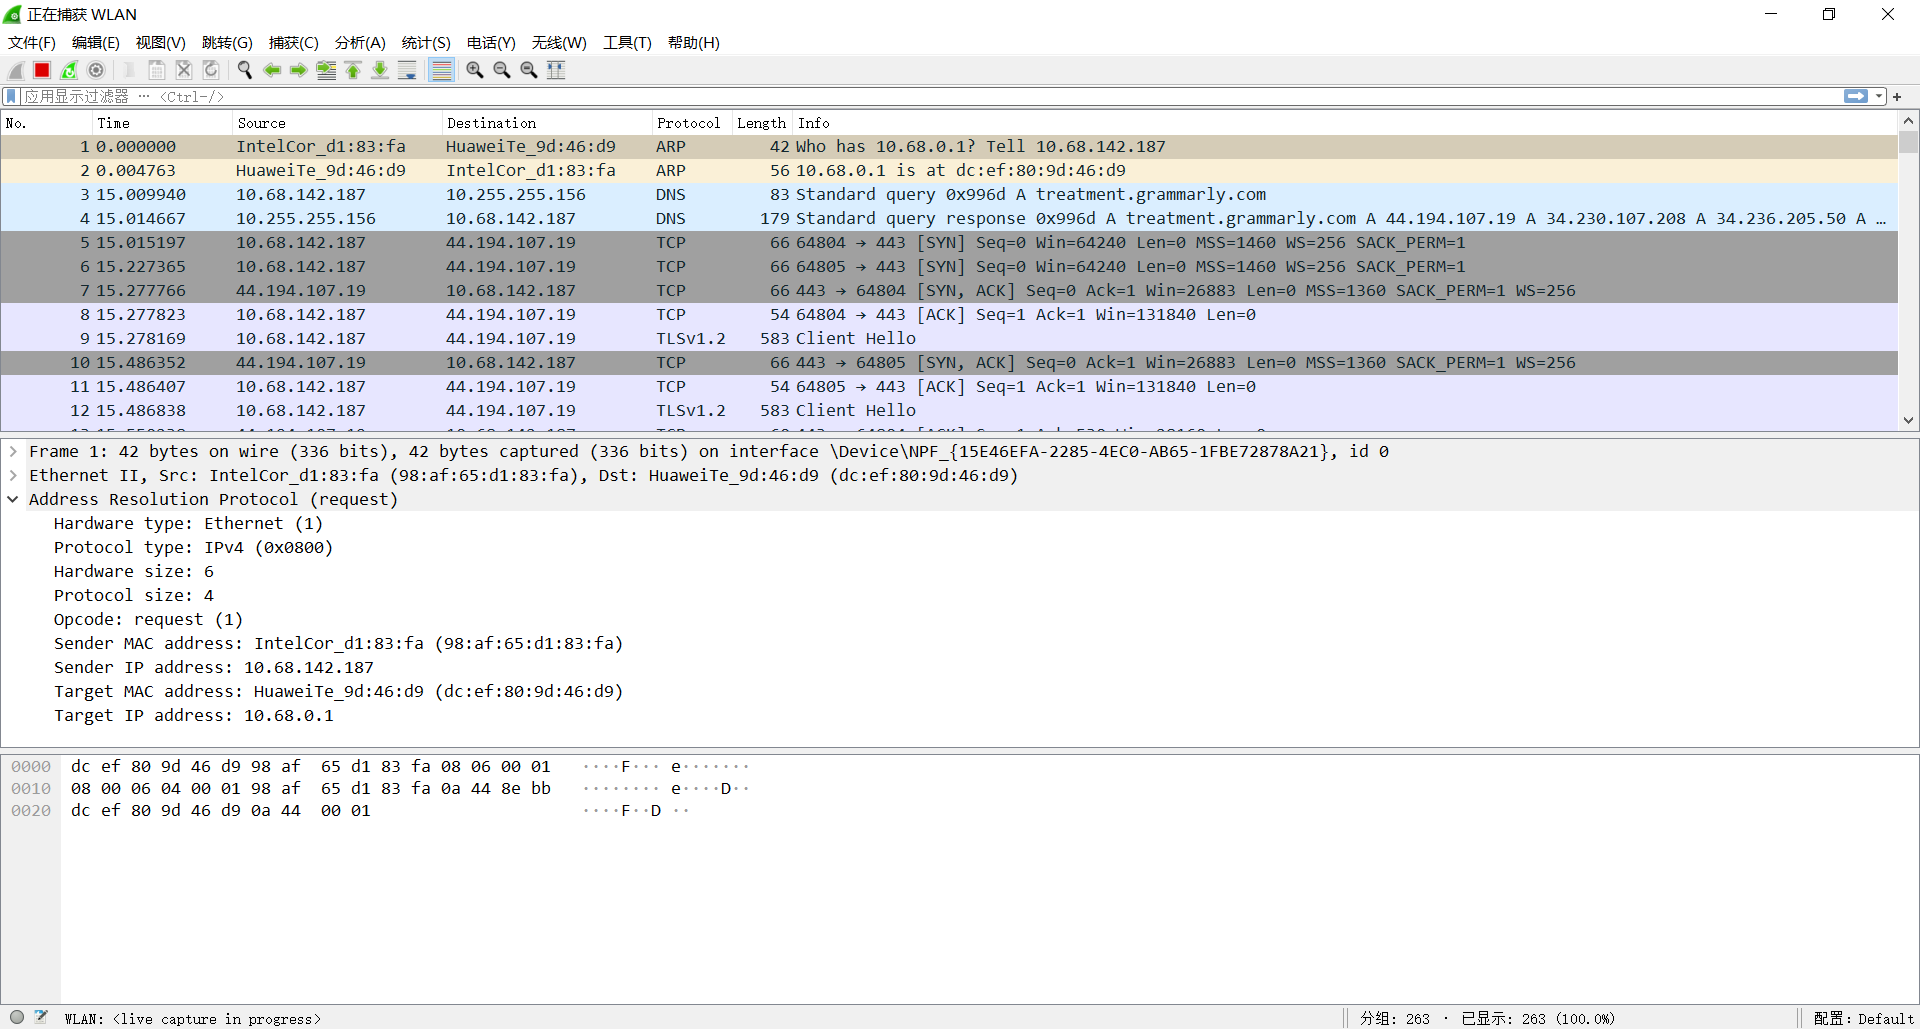 正在捕获 WLAN
文件(F) 编辑(E) 视图(V) 跳转(G) 捕获(C) 分析(A) 统计(S) 电话(Y) 无线(W) 工具(T) 帮助(H)
应用显示过滤器 … <Ctrl-/>
No. Time Source Destination Protocol Length Info
1 0.000000 IntelCor_d1:83:fa HuaweiTe_9d:46:d9 ARP 42 Who has 10.68.0.1? Tell 10.68.142.187
2 0.004763 HuaweiTe_9d:46:d9 IntelCor_d1:83:fa ARP 56 10.68.0.1 is at dc:ef:80:9d:46:d9
3 15.009940 10.68.142.187 10.255.255.156 DNS 83 Standard query 0x996d A treatment.grammarly.com
4 15.014667 10.255.255.156 10.68.142.187 DNS 179 Standard query response 0x996d A treatment.grammarly.com A 44.194.107.19 A 34.230.107.208 A 34.236.205.50 A …
5 15.015197 10.68.142.187 44.194.107.19 TCP 66 64804 → 443 [SYN] Seq=0 Win=64240 Len=0 MSS=1460 WS=256 SACK_PERM=1
6 15.227365 10.68.142.187 44.194.107.19 TCP 66 64805 → 443 [SYN] Seq=0 Win=64240 Len=0 MSS=1460 WS=256 SACK_PERM=1
7 15.277766 44.194.107.19 10.68.142.187 TCP 66 443 → 64804 [SYN, ACK] Seq=0 Ack=1 Win=26883 Len=0 MSS=1360 SACK_PERM=1 WS=256
8 15.277823 10.68.142.187 44.194.107.19 TCP 54 64804 → 443 [ACK] Seq=1 Ack=1 Win=131840 Len=0
9 15.278169 10.68.142.187 44.194.107.19 TLSv1.2 583 Client Hello
10 15.486352 44.194.107.19 10.68.142.187 TCP 66 443 → 64805 [SYN, ACK] Seq=0 Ack=1 Win=26883 Len=0 MSS=1360 SACK_PERM=1 WS=256
11 15.486407 10.68.142.187 44.194.107.19 TCP 54 64805 → 443 [ACK] Seq=1 Ack=1 Win=131840 Len=0
12 15.486838 10.68.142.187 44.194.107.19 TLSv1.2 583 Client Hello
Frame 1: 42 bytes on wire (336 bits), 42 bytes captured (336 bits) on interface \Device\NPF_{15E46EFA-2285-4EC0-AB65-1FBE72878A21}, id 0
Ethernet II, Src: IntelCor_d1:83:fa (98:af:65:d1:83:fa), Dst: HuaweiTe_9d:46:d9 (dc:ef:80:9d:46:d9)
Address Resolution Protocol (request)
Hardware type: Ethernet (1)
Protocol type: IPv4 (0x0800)
Hardware size: 6
Protocol size: 4
Opcode: request (1)
Sender MAC address: IntelCor_d1:83:fa (98:af:65:d1:83:fa)
Sender IP address: 10.68.142.187
Target MAC address: HuaweiTe_9d:46:d9 (dc:ef:80:9d:46:d9)
Target IP address: 10.68.0.1
0000 dc ef 80 9d 46 d9 98 af 65 d1 83 fa 08 06 00 01 ····F··· e·······
0010 08 00 06 04 00 01 98 af 65 d1 83 fa 0a 44 8e bb ········ e····D··
0020 dc ef 80 9d 46 d9 0a 44 00 01 ····F··D ··
WLAN: <live capture in progress> 分组: 263 · 已显示: 263 (100.0%) 配置: Default